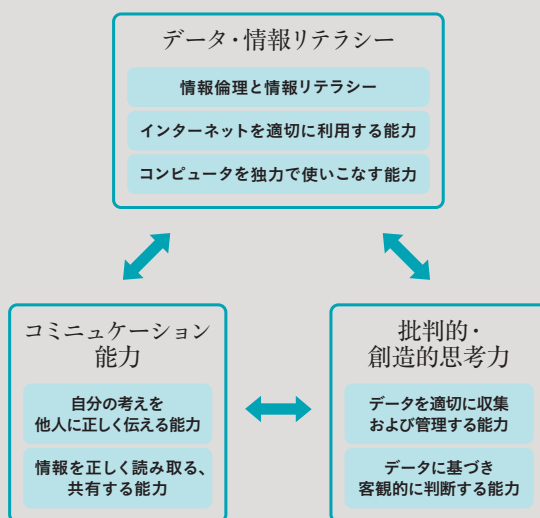 データ・情報リテラシー
情報倫理と情報リテラシー
インターネットを適切に利用する能力
コンピュータを独力で使いこなす能力
コミニュケーション
能力
自分の考えを
他人に正しく伝える能力
情報を正しく読み取る、
共有する能力
批判的・
創造的思考力
データを適切に収集
および管理する能力
データに基づき
客観的に判断する能力